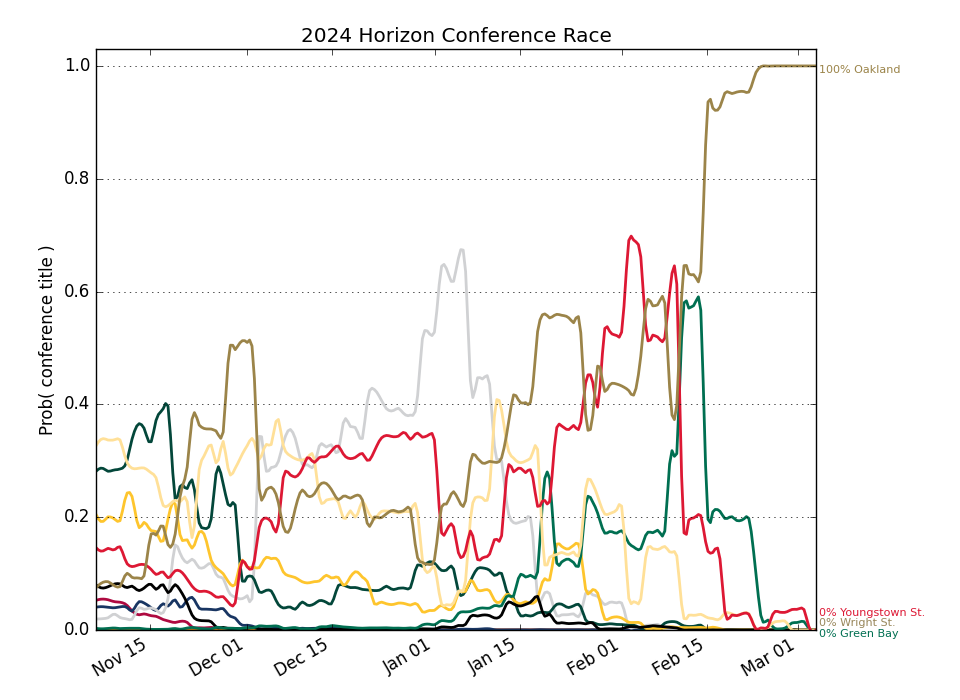 2024 Horizon Conference Race
Prob( conference title )
1.0
0.8
0.6
0.4
0.2
0.0
Nov 15
Dec 01
Dec 15
Jan 01
Jan 15
Feb 01
Feb 15
Mar 01
100% Oakland
0% Youngstown St.
0% Wright St.
0% Green Bay